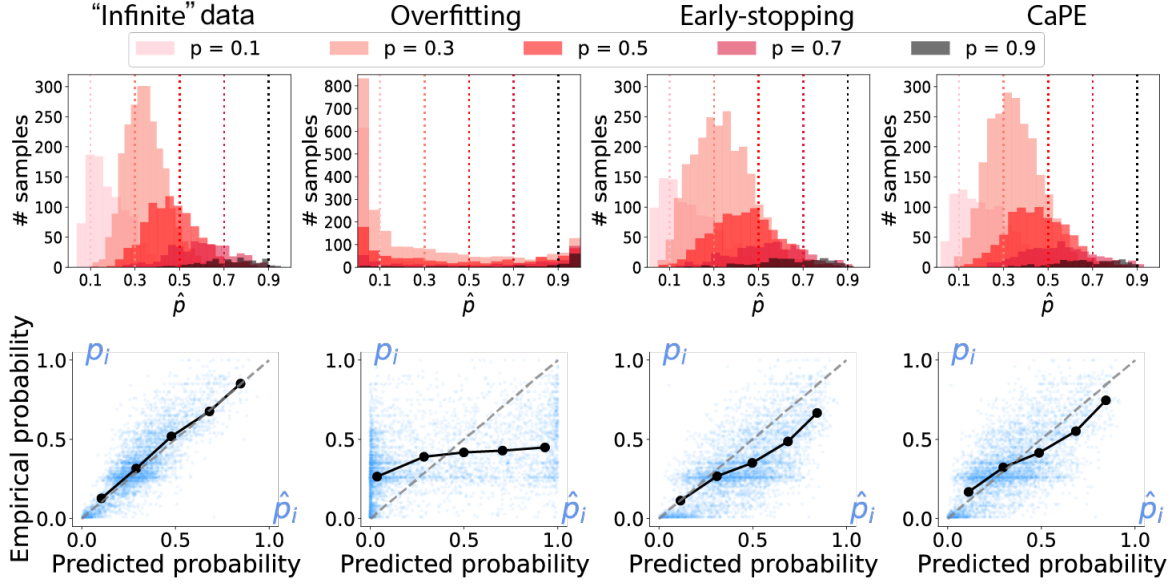 “Infinite” data Overfitting Early-stopping CaPE
p = 0.1 p = 0.3 p = 0.5 p = 0.7 p = 0.9
# samples
300
250
200
150
100
50
0
0.1 0.3 0.5 0.7 0.9
p̂
# samples
800
700
600
500
400
300
200
100
0
0.1 0.3 0.5 0.7 0.9
p̂
# samples
300
250
200
150
100
50
0
0.1 0.3 0.5 0.7 0.9
p̂
# samples
300
250
200
150
100
50
0
0.1 0.3 0.5 0.7 0.9
p̂
Empirical probability
pᵢ
1.0
0.5
0.0
0.0 0.5 1.0
p̂ᵢ
Predicted probability
pᵢ
1.0
0.5
0.0
0.0 0.5 1.0
p̂ᵢ
Predicted probability
pᵢ
1.0
0.5
0.0
0.0 0.5 1.0
p̂ᵢ
Predicted probability
pᵢ
1.0
0.5
0.0
0.0 0.5 1.0
p̂ᵢ
Predicted probability